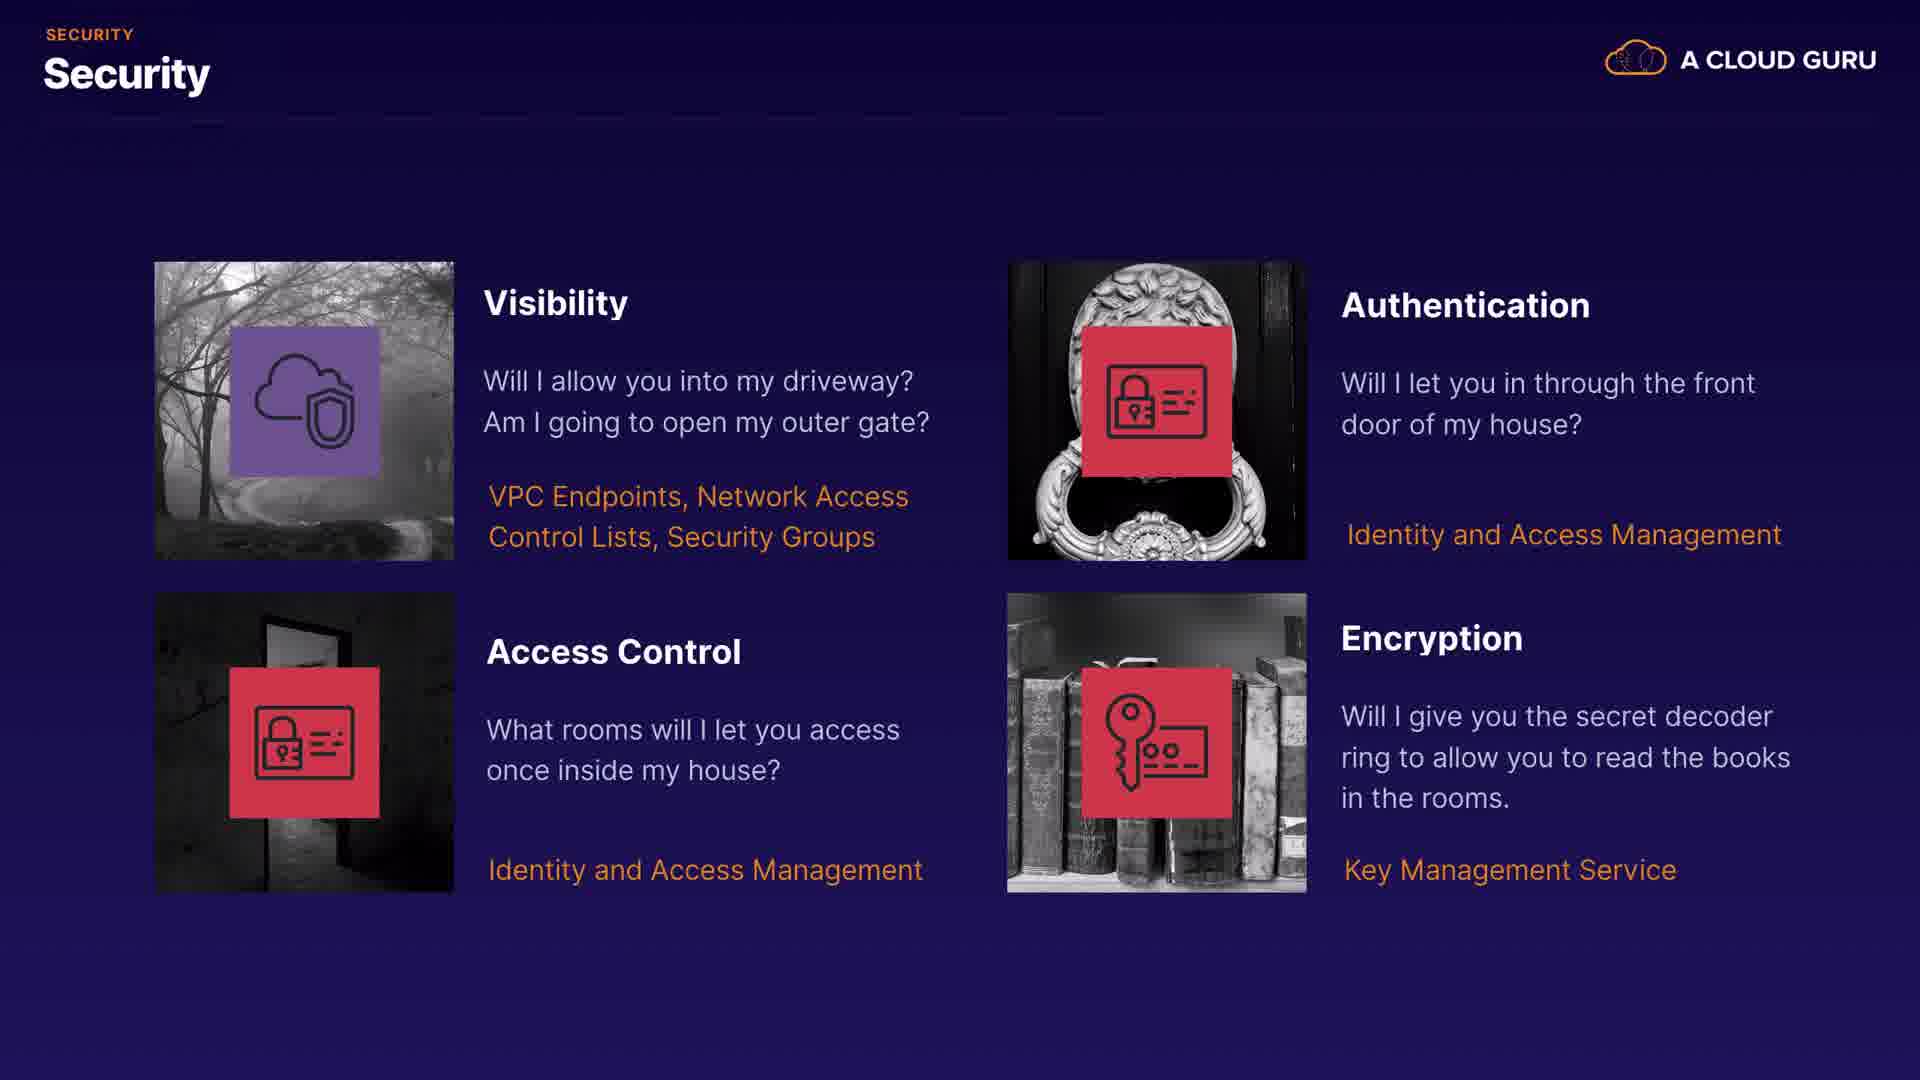 SECURITY
Security
A CLOUD GURU
Visibility
Will I allow you into my driveway?
Am I going to open my outer gate?
VPC Endpoints, Network Access
Control Lists, Security Groups
Authentication
Will I let you in through the front
door of my house?
Identity and Access Management
Access Control
What rooms will I let you access
once inside my house?
Identity and Access Management
Encryption
Will I give you the secret decoder
ring to allow you to read the books
in the rooms.
Key Management Service